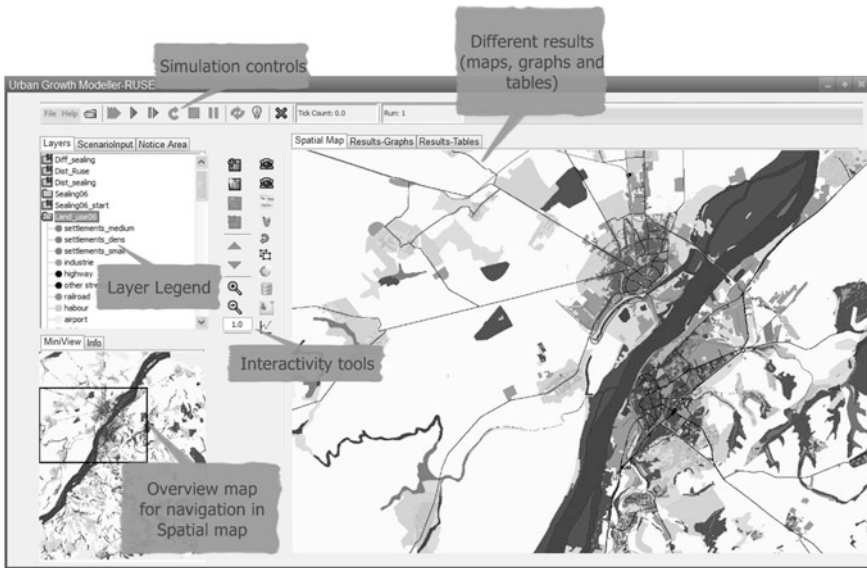 Simulation controls
Different results
(maps, graphs and
tables)
Urban Growth Modeller-RUSE
File Help
Tick Count: 0.0
Run: 1
Layers ScenarioInput Notice Area
Spatial Map Results-Graphs Results-Tables
Diff_sealing
Dist_Ruse
Dist_sealing
Sealing06
Sealing06_start
Land_use06
settlements_medium
settlements_dens
settlements_small
industrie
highway
other stre
railroad
habour
airport
Layer Legend
1.0
Interactivity tools
MiniView Info
Overview map
for navigation in
Spatial map